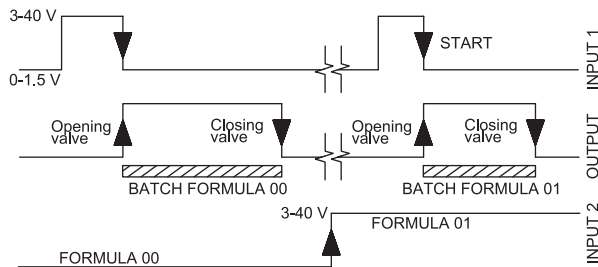 3-40 V
START
0-1.5 V
INPUT 1
Opening
valve
Closing
valve
Opening
valve
Closing
valve
OUTPUT
BATCH FORMULA 00
BATCH FORMULA 01
3-40 V
FORMULA 01
FORMULA 00
INPUT 2